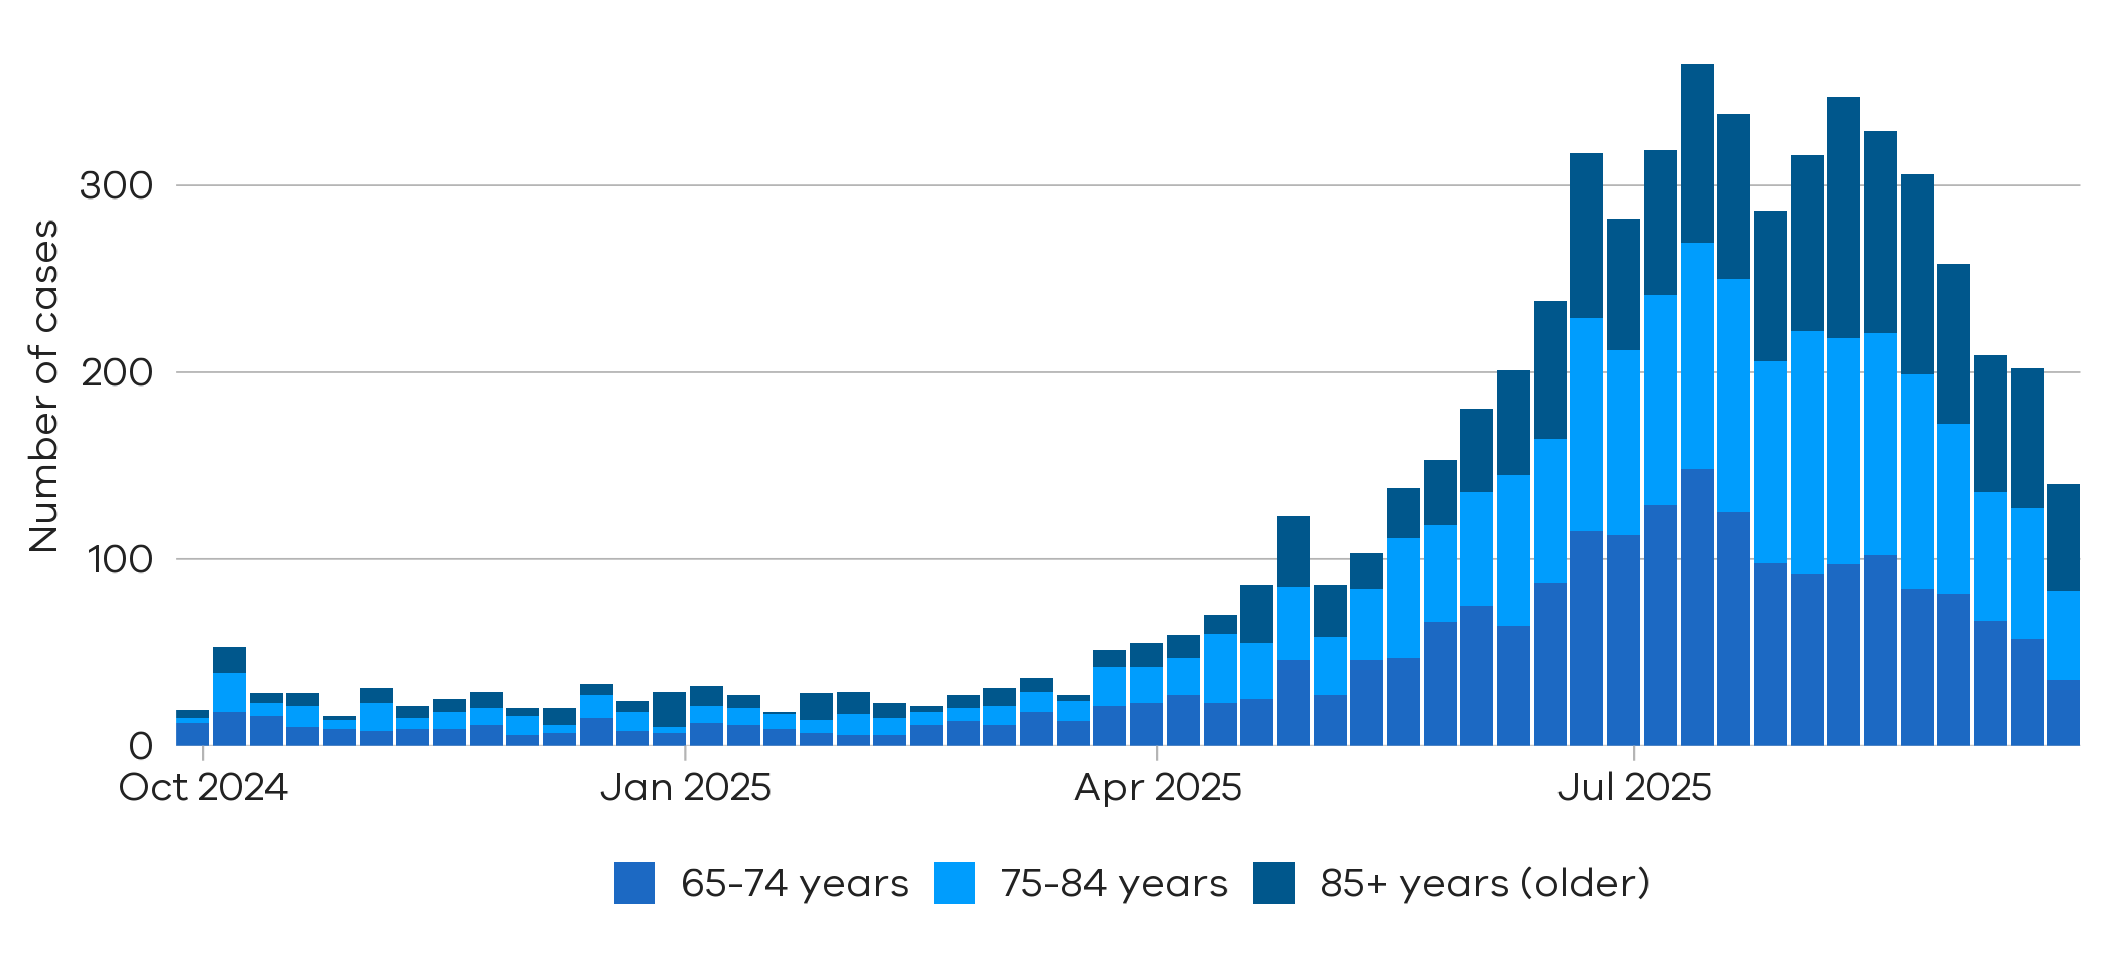 Number of cases
300
200
100
0
Oct 2024 Jan 2025 Apr 2025 Jul 2025
65-74 years 75-84 years 85+ years (older)